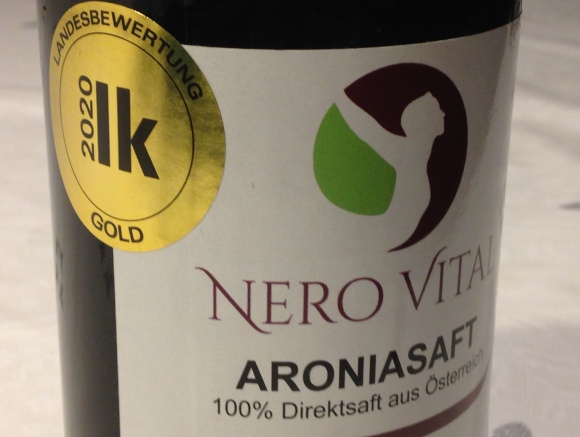 LANDESBEWERTUNG
2020
lk
GOLD
NERO VITAL
ARONIASAFT
100% Direktsaft aus Österreich